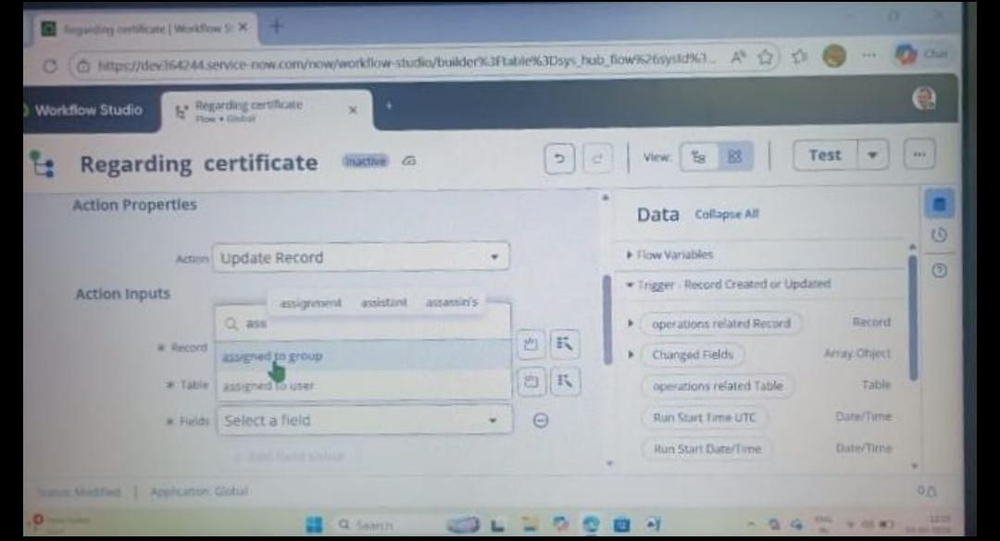 Regarding certificate | Workflow St
https://dev364244.service-now.com/now/workflow-studio/builder%3Ftable%3Dsys_hub_flow%26sysId%3...
Chat
Workflow Studio
Regarding certificate
Flow • Global
Regarding certificate
Inactive
View:
Test
Action Properties
Data
Collapse All
Flow Variables
Action
Update Record
Trigger - Record Created or Updated
Action Inputs
assignment assistant assassin's
ass
operations related Record
Record
* Record
assigned to group
Changed Fields
Array.Object
* Table
assigned to user
operations related Table
Table
* Fields
Select a field
Run Start Time UTC
Date/Time
Run Start Date/Time
Date/Time
+ Add field value
Status: Modified | Application: Global
Search
ENG